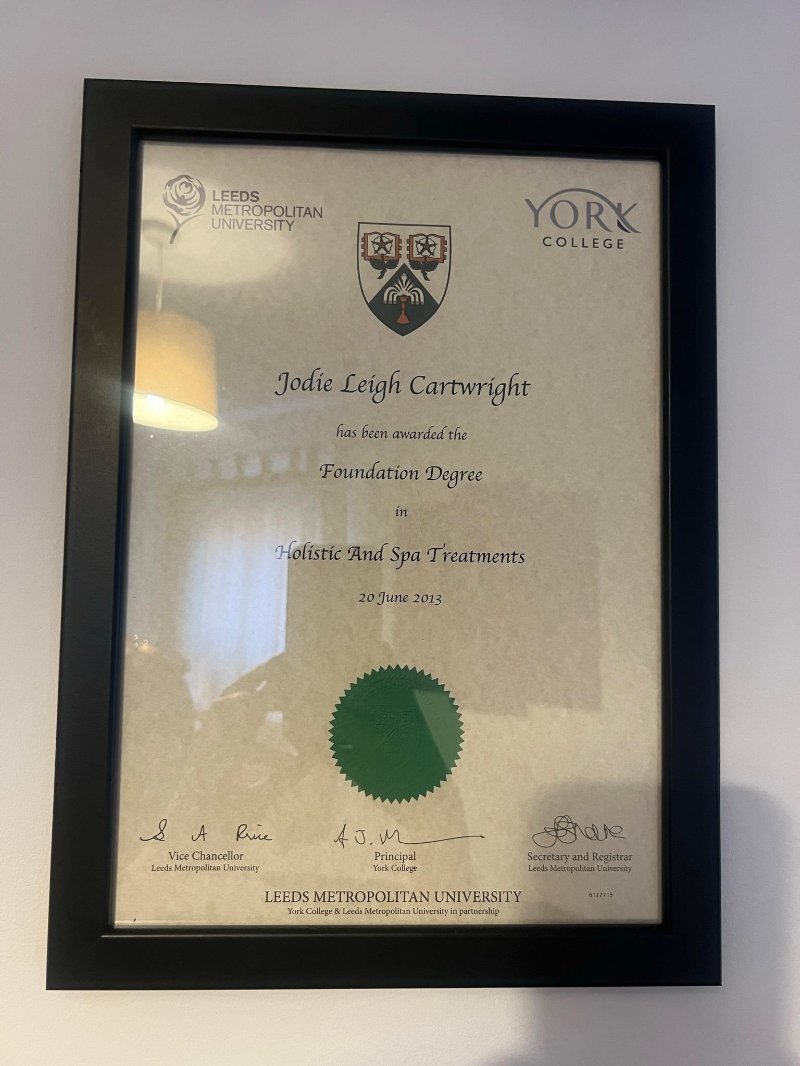 LEEDS
METROPOLITAN
UNIVERSITY
YORK
COLLEGE
Jodie Leigh Cartwright
has been awarded the
Foundation Degree
in
Holistic And Spa Treatments
20 June 2013
S A Price
A J. M
Vice Chancellor
Leeds Metropolitan University
Principal
York College
Secretary and Registrar
Leeds Metropolitan University
LEEDS METROPOLITAN UNIVERSITY
York College & Leeds Metropolitan University in partnership